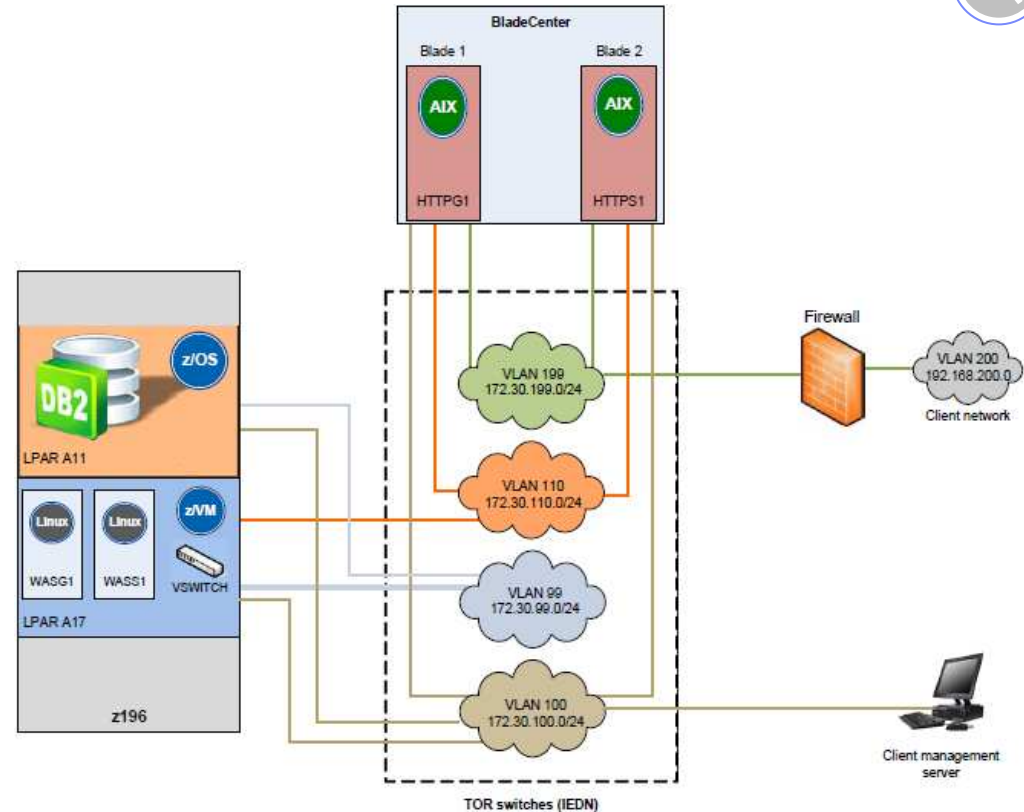 BladeCenter
Blade 1
Blade 2
AIX
AIX
HTTPG1
HTTPS1
z/OS
DB2
LPAR A11
Linux
Linux
z/VM
WASG1
WASS1
VSWITCH
LPAR A17
z196
VLAN 199
172.30.199.0/24
VLAN 110
172.30.110.0/24
VLAN 99
172.30.99.0/24
VLAN 100
172.30.100.0/24
Firewall
VLAN 200
192.168.200.0
Client network
Client management
server
TOR switches (IEDN)